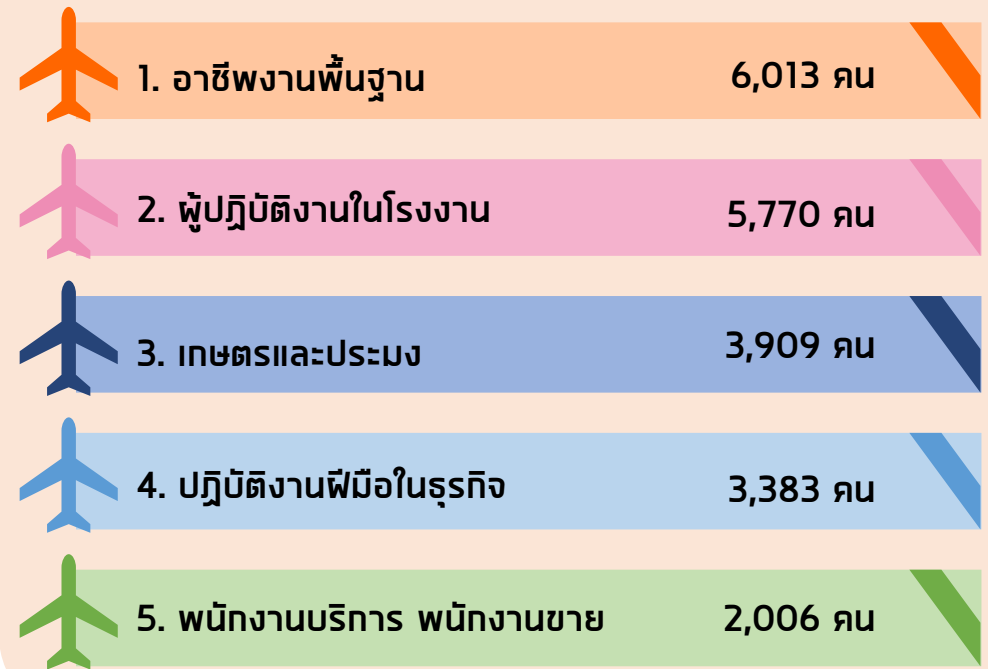 1. อาชีพงานพื้นฐาน 6,013 คน
2. ผู้ปฏิบัติงานในโรงงาน 5,770 คน
3. เกษตรและประมง 3,909 คน
4. ปฏิบัติงานฝีมือในธุรกิจ 3,383 คน
5. พนักงานบริการ พนักงานขาย 2,006 คน